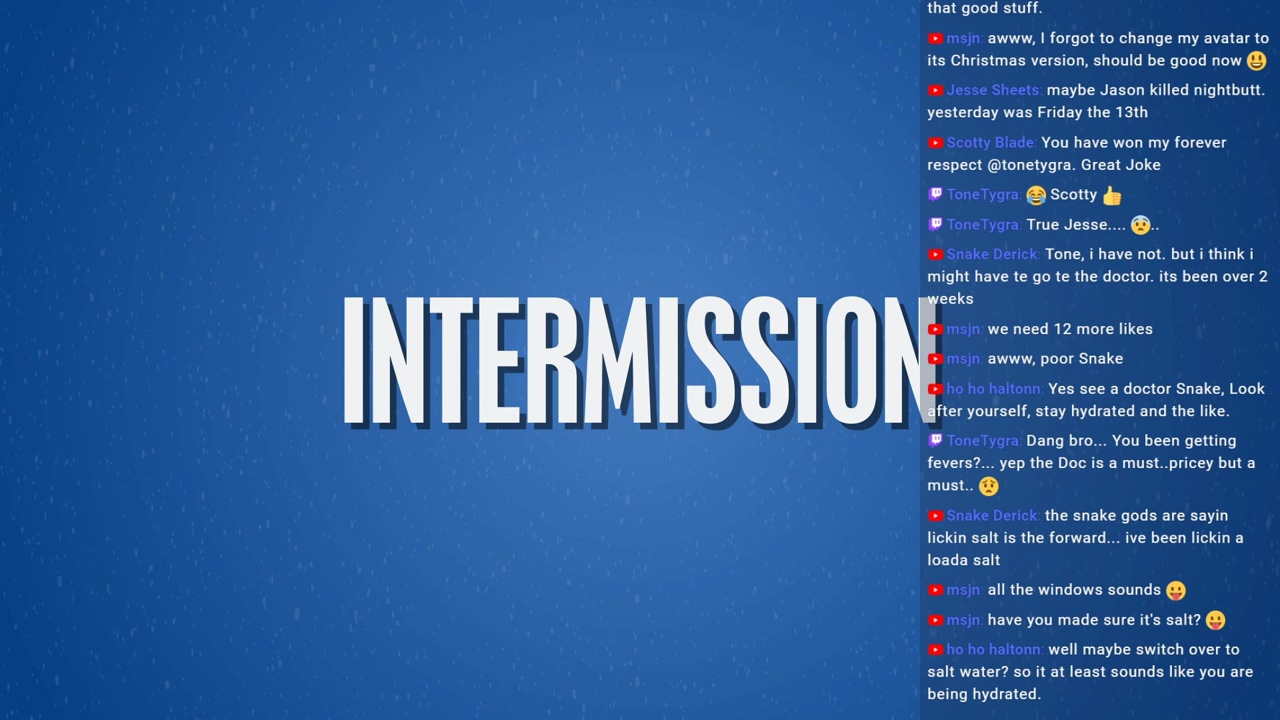 INTERMISSION
that good stuff.
msjn: awww, I forgot to change my avatar to
its Christmas version, should be good now 😃
Jesse Sheets: maybe Jason killed nightbutt.
yesterday was Friday the 13th
Scotty Blade: You have won my forever
respect @tonetygra. Great Joke
ToneTygra: 😂 Scotty 👍
ToneTygra: True Jesse.... 😰..
Snake Derick: Tone, i have not. but i think i
might have te go te the doctor. its been over 2
weeks
msjn: we need 12 more likes
msjn: awww, poor Snake
ho ho haltonn: Yes see a doctor Snake, Look
after yourself, stay hydrated and the like.
ToneTygra: Dang bro... You been getting
fevers?... yep the Doc is a must..pricey but a
must.. 😟
Snake Derick: the snake gods are sayin
lickin salt is the forward... ive been lickin a
loada salt
msjn: all the windows sounds 😛
msjn: have you made sure it's salt? 😛
ho ho haltonn: well maybe switch over to
salt water? so it at least sounds like you are
being hydrated.